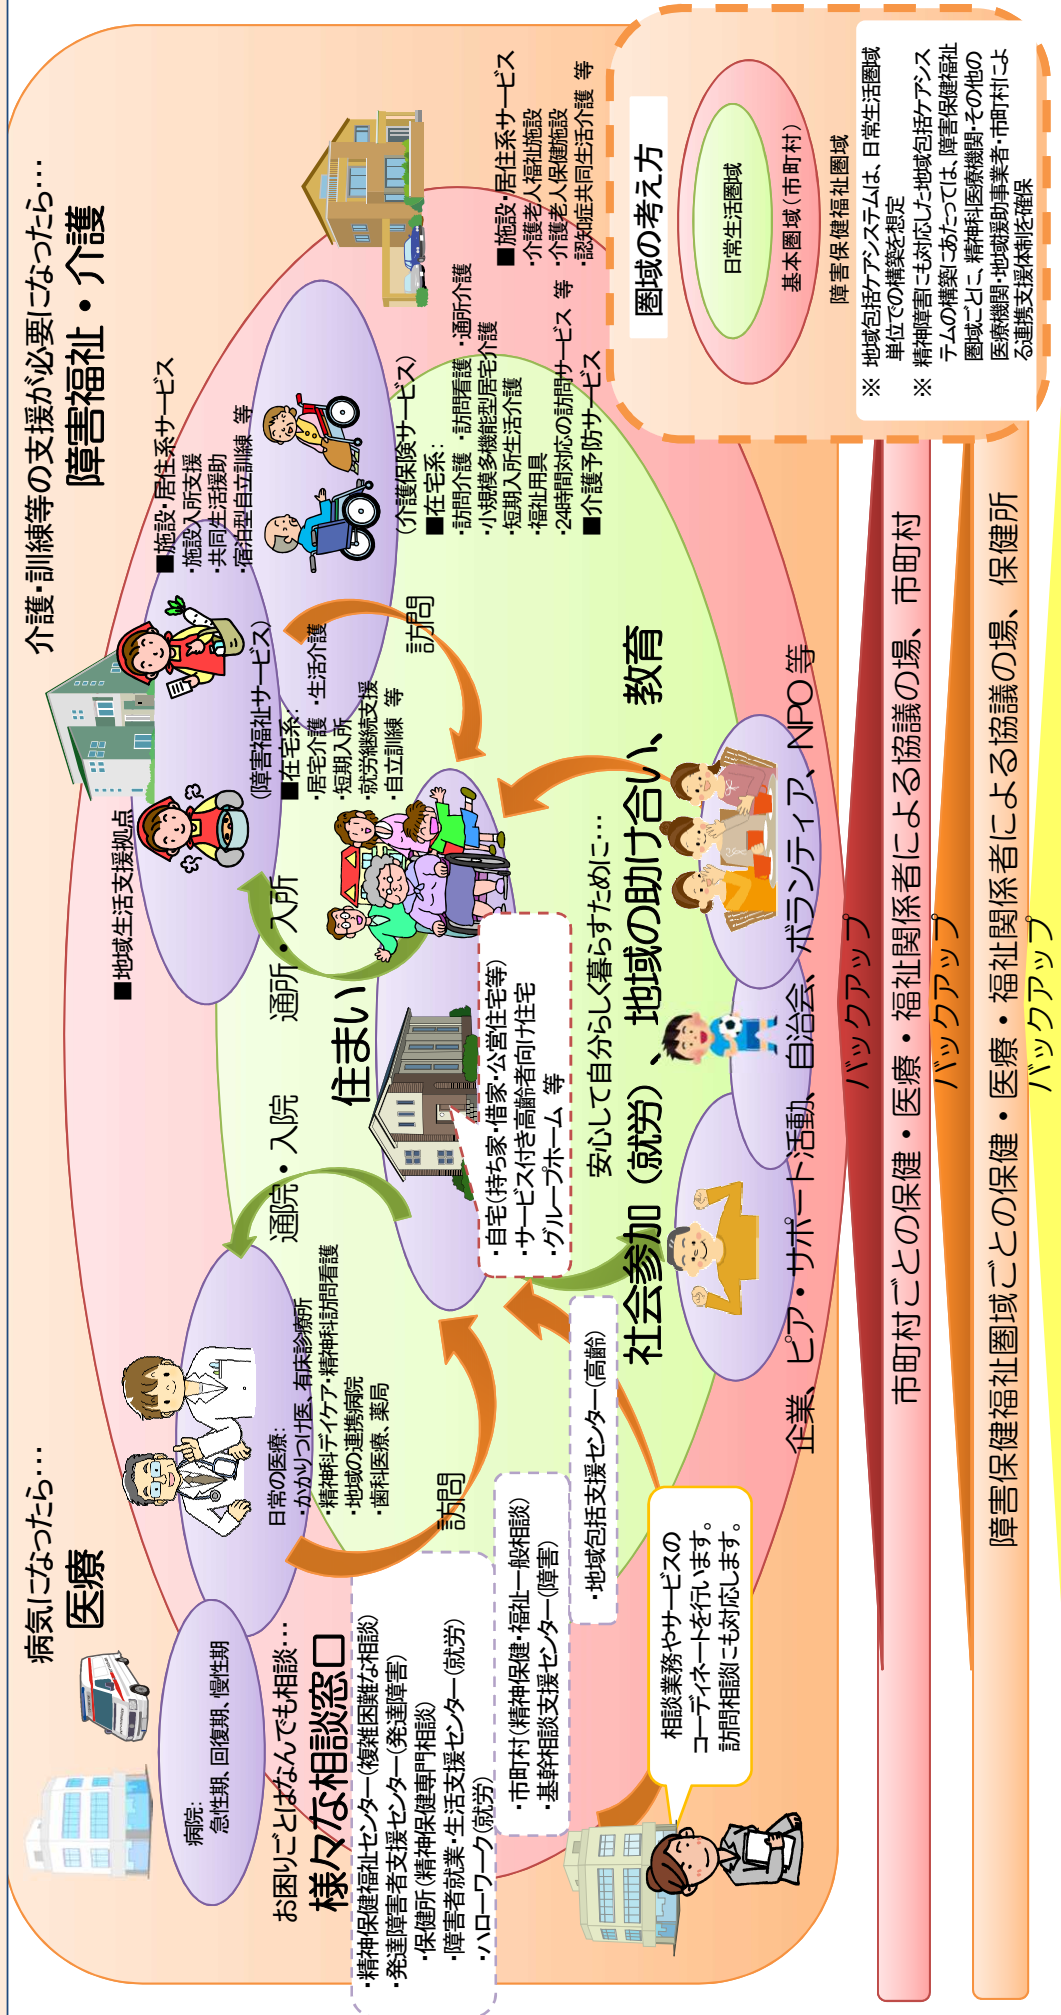 病気になったら…
医療
病院:
急性期、回復期、慢性期
日常の医療:
・かかりつけ医、有床診療所
・精神科デイケア・精神科訪問看護
・地域の連携病院
・歯科医療、薬局
介護・訓練等の支援が必要になったら…
障害福祉・介護
■地域生活支援拠点
■施設・居住系サービス
・施設入所支援
・共同生活援助
・宿泊型自立訓練 等
(障害福祉サービス)
■在宅系:
・居宅介護 ・生活介護
・短期入所
・就労継続支援
・自立訓練 等
(介護保険サービス)
■在宅系:
・訪問介護 ・訪問看護 ・通所介護
・小規模多機能型居宅介護
・短期入所生活介護
・福祉用具
・24時間対応の訪問サービス 等
■介護予防サービス
■施設・居住系サービス
・介護老人福祉施設
・介護老人保健施設
・認知症共同生活介護 等
通院・入院
通所・入所
訪問
訪問
住まい
・自宅(持ち家・借家・公営住宅等)
・サービス付き高齢者向け住宅
・グループホーム 等
お困りごとはなんでも相談…
様々な相談窓口
・精神保健福祉センター(複雑困難な相談)
・発達障害者支援センター(発達障害)
・保健所(精神保健専門相談)
・障害者就業・生活支援センター(就労)
・ハローワーク(就労)
・市町村(精神保健・福祉一般相談)
・基幹相談支援センター(障害)
・地域包括支援センター(高齢)
相談業務やサービスの
コーディネートを行います。
訪問相談にも対応します。
安心して自分らしく暮らすために…
社会参加(就労)、地域の助け合い、教育
企業、ピア・サポート活動、自治会、ボランティア、NPO等
バックアップ
市町村ごとの保健・医療・福祉関係者による協議の場、市町村
バックアップ
障害保健福祉圏域ごとの保健・医療・福祉関係者による協議の場、保健所
バックアップ
圏域の考え方
日常生活圏域
基本圏域(市町村)
障害保健福祉圏域
※ 地域包括ケアシステムは、日常生活圏域
単位での構築を想定
※ 精神障害にも対応した地域包括ケアシス
テムの構築にあたっては、障害保健福祉
圏域ごとに、精神科医療機関・その他の
医療機関・地域援助事業者・市町村によ
る連携支援体制を確保